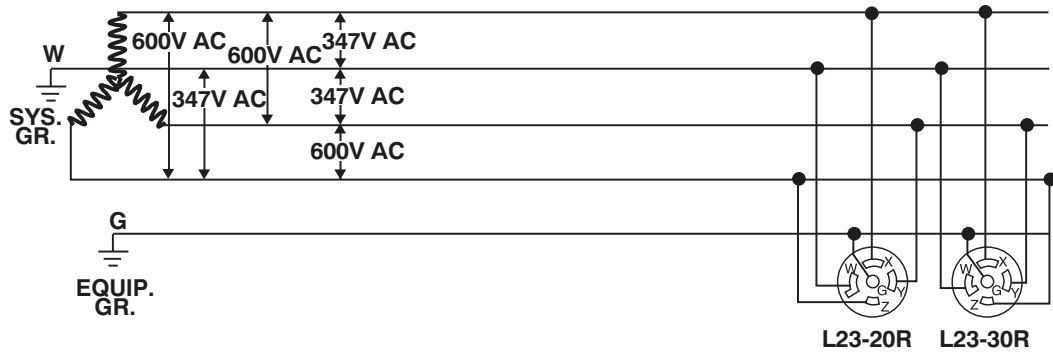 600V AC
347V AC
W
600V AC
347V AC
347V AC
SYS.
GR.
600V AC
G
EQUIP.
GR.
W
X
G
Y
Z
W
X
G
Y
Z
L23-20R
L23-30R